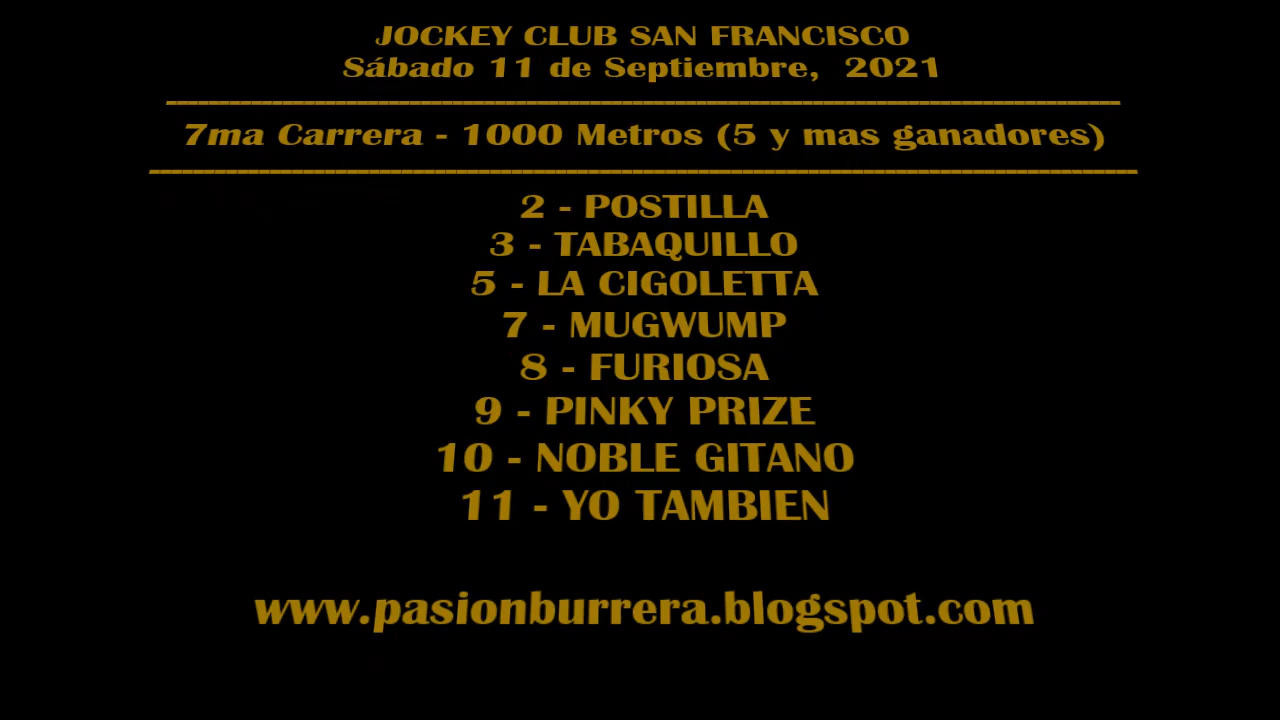 JOCKEY CLUB SAN FRANCISCO
Sábado 11 de Septiembre, 2021
7ma Carrera - 1000 Metros (5 y mas ganadores)
2 - POSTILLA
3 - TABAQUILLO
5 - LA CIGOLETTA
7 - MUGWUMP
8 - FURIOSA
9 - PINKY PRIZE
10 - NOBLE GITANO
11 - YO TAMBIEN
www.pasionburrera.blogspot.com